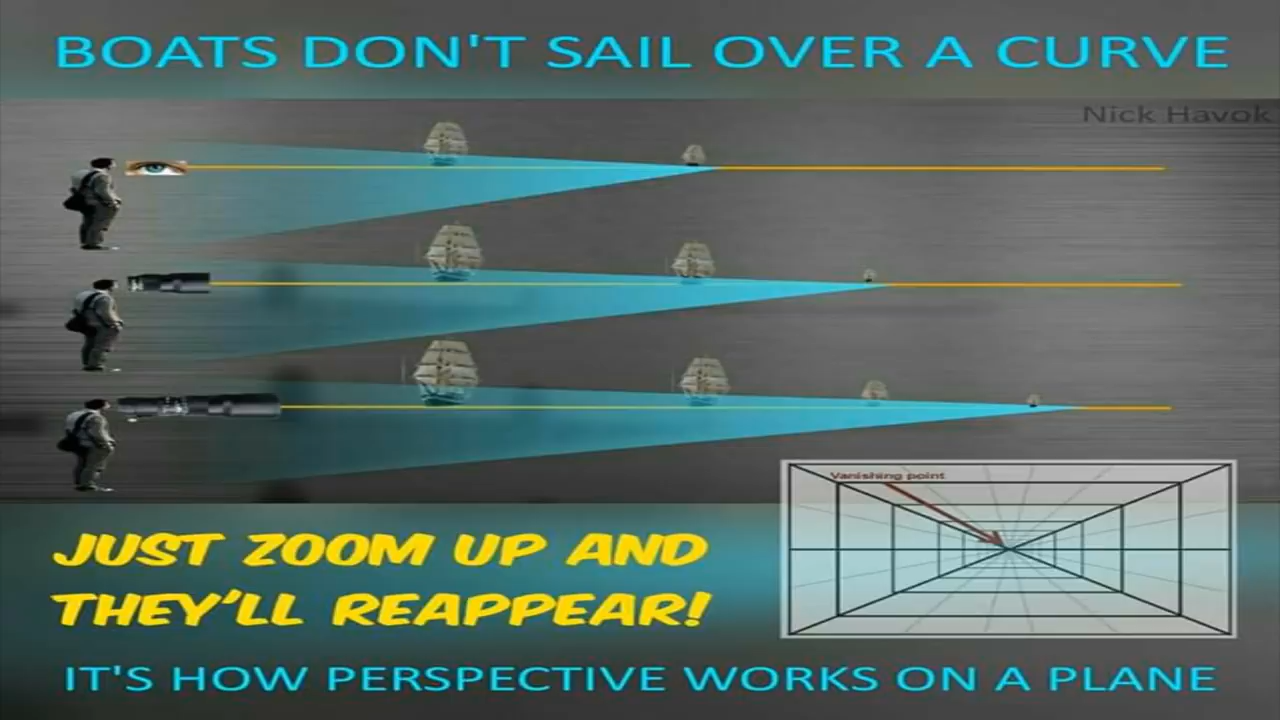 BOATS DON'T SAIL OVER A CURVE
Nick Havok
Vanishing point
JUST ZOOM UP AND
THEY'LL REAPPEAR!
IT'S HOW PERSPECTIVE WORKS ON A PLANE